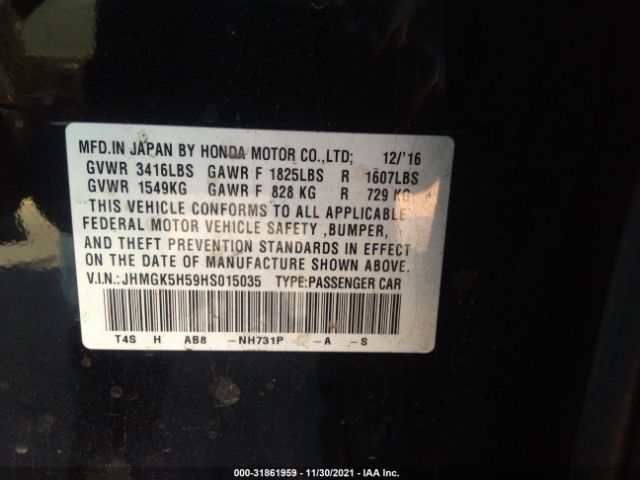 MFD.IN JAPAN BY HONDA MOTOR CO.,LTD; 12/'16
GVWR 3416LBS GAWR F 1825LBS R 1607LBS
GVWR 1549KG GAWR F 828 KG R 729 KG
THIS VEHICLE CONFORMS TO ALL APPLICABLE
FEDERAL MOTOR VEHICLE SAFETY ,BUMPER,
AND THEFT PREVENTION STANDARDS IN EFFECT
ON THE DATE OF MANUFACTURE SHOWN ABOVE.
V.I.N.:JHMGK5H59HS015035 TYPE:PASSENGER CAR
T4S H AB8 -NH731P -A -S
000-31861959 - 11/30/2021 - IAA Inc.